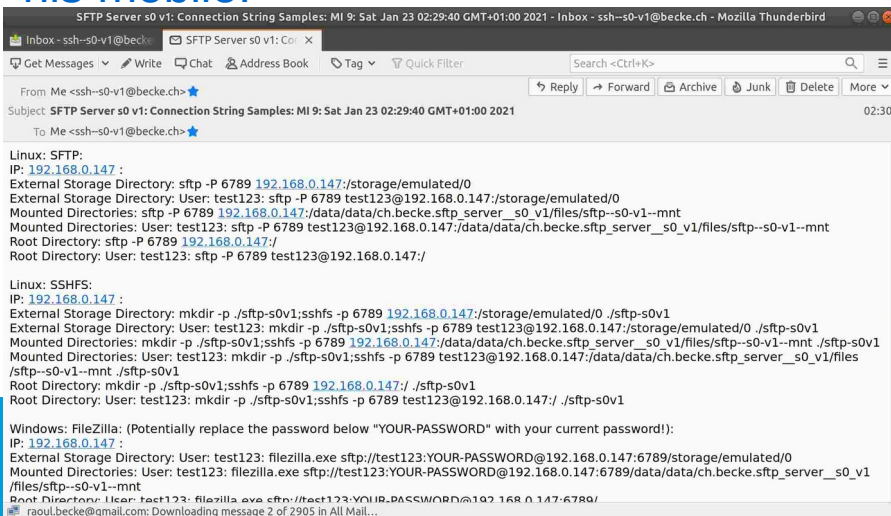 SFTP Server s0 v1: Connection String Samples: MI 9: Sat Jan 23 02:29:40 GMT+01:00 2021 - Inbox - ssh--s0-v1@becke.ch - Mozilla Thunderbird
Inbox - ssh--s0-v1@becke
SFTP Server s0 v1: Co
Get Messages Write Chat Address Book Tag Quick Filter Search <Ctrl+K>
From Me <ssh--s0-v1@becke.ch> Reply Forward Archive Junk Delete More
Subject SFTP Server s0 v1: Connection String Samples: MI 9: Sat Jan 23 02:29:40 GMT+01:00 2021 02:30
To Me <ssh--s0-v1@becke.ch>
Linux: SFTP:
IP: 192.168.0.147 :
External Storage Directory: sftp -P 6789 192.168.0.147:/storage/emulated/0
External Storage Directory: User: test123: sftp -P 6789 test123@192.168.0.147:/storage/emulated/0
Mounted Directories: sftp -P 6789 192.168.0.147:/data/data/ch.becke.sftp_server__s0_v1/files/sftp--s0-v1--mnt
Mounted Directories: User: test123: sftp -P 6789 test123@192.168.0.147:/data/data/ch.becke.sftp_server__s0_v1/files/sftp--s0-v1--mnt
Root Directory: sftp -P 6789 192.168.0.147:/
Root Directory: User: test123: sftp -P 6789 test123@192.168.0.147:/
Linux: SSHFS:
IP: 192.168.0.147 :
External Storage Directory: mkdir -p ./sftp-s0v1;sshfs -p 6789 192.168.0.147:/storage/emulated/0 ./sftp-s0v1
External Storage Directory: User: test123: mkdir -p ./sftp-s0v1;sshfs -p 6789 test123@192.168.0.147:/storage/emulated/0 ./sftp-s0v1
Mounted Directories: mkdir -p ./sftp-s0v1;sshfs -p 6789 192.168.0.147:/data/data/ch.becke.sftp_server__s0_v1/files/sftp--s0-v1--mnt ./sftp-s0v1
Mounted Directories: User: test123: mkdir -p ./sftp-s0v1;sshfs -p 6789 test123@192.168.0.147:/data/data/ch.becke.sftp_server__s0_v1/files
/sftp--s0-v1--mnt ./sftp-s0v1
Root Directory: mkdir -p ./sftp-s0v1;sshfs -p 6789 192.168.0.147:/ ./sftp-s0v1
Root Directory: User: test123: mkdir -p ./sftp-s0v1;sshfs -p 6789 test123@192.168.0.147:/ ./sftp-s0v1
Windows: FileZilla: (Potentially replace the password below "YOUR-PASSWORD" with your current password!):
IP: 192.168.0.147 :
External Storage Directory: User: test123: filezilla.exe sftp://test123:YOUR-PASSWORD@192.168.0.147:6789/storage/emulated/0
Mounted Directories: User: test123: filezilla.exe sftp://test123:YOUR-PASSWORD@192.168.0.147:6789/data/data/ch.becke.sftp_server__s0_v1
/files/sftp--s0-v1--mnt
Root Directory: User: test123: filezilla.exe sftp://test123:YOUR-PASSWORD@192.168.0.147:6789/
raoul.becke@gmail.com: Downloading message 2 of 2905 in All Mail...